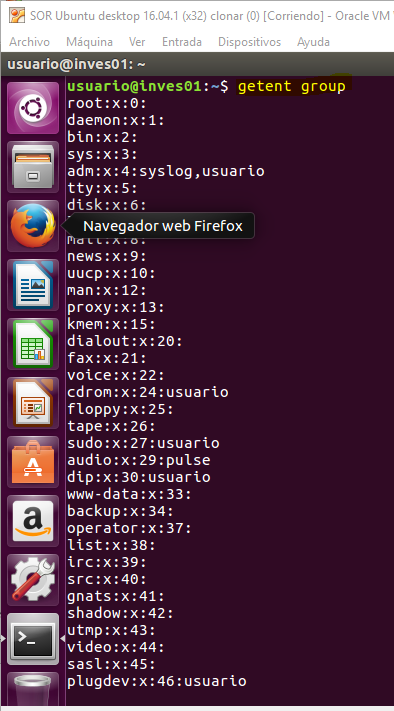 SOR Ubuntu desktop 16.04.1 (x32) clonar (0) [Corriendo] - Oracle VM
Archivo Máquina Ver Entrada Dispositivos Ayuda
usuario@inves01: ~
usuario@inves01:~$ getent group
root:x:0:
daemon:x:1:
bin:x:2:
sys:x:3:
adm:x:4:syslog,usuario
tty:x:5:
disk:x:6:
Navegador web Firefox
mail:x:8:
news:x:9:
uucp:x:10:
man:x:12:
proxy:x:13:
kmem:x:15:
dialout:x:20:
fax:x:21:
voice:x:22:
cdrom:x:24:usuario
floppy:x:25:
tape:x:26:
sudo:x:27:usuario
audio:x:29:pulse
dip:x:30:usuario
www-data:x:33:
backup:x:34:
operator:x:37:
list:x:38:
irc:x:39:
src:x:40:
gnats:x:41:
shadow:x:42:
utmp:x:43:
video:x:44:
sasl:x:45:
plugdev:x:46:usuario